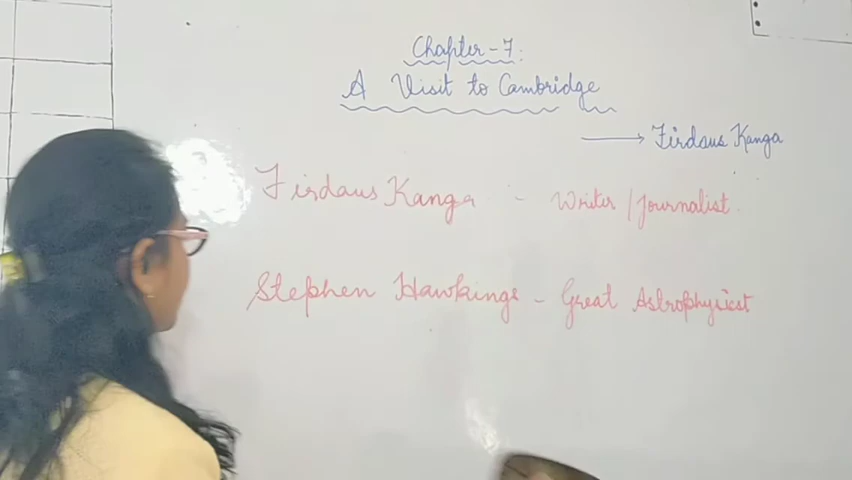 Chapter-7:
A Visit to Cambridge
→ Firdaus Kanga
Firdaus Kanga - Writer/Journalist
Stephen Hawkings - Great Astrophysicist